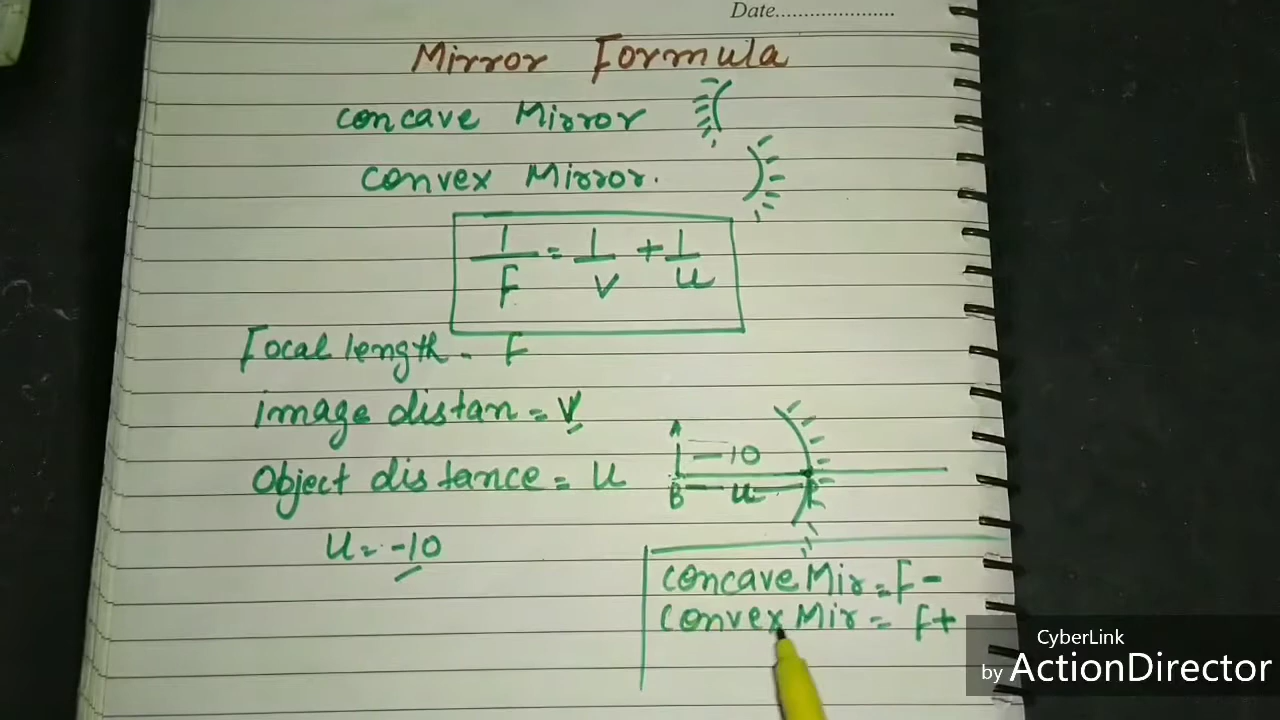 Date....................
Mirror Formula
concave Mirror
convex Mirror.
1/F = 1/V + 1/u
Focal length - F
image distan = V
Object distance = u
A
-10
B u P
u = -10
concave Mir = F -
convex Mir = F+
CyberLink
by ActionDirector